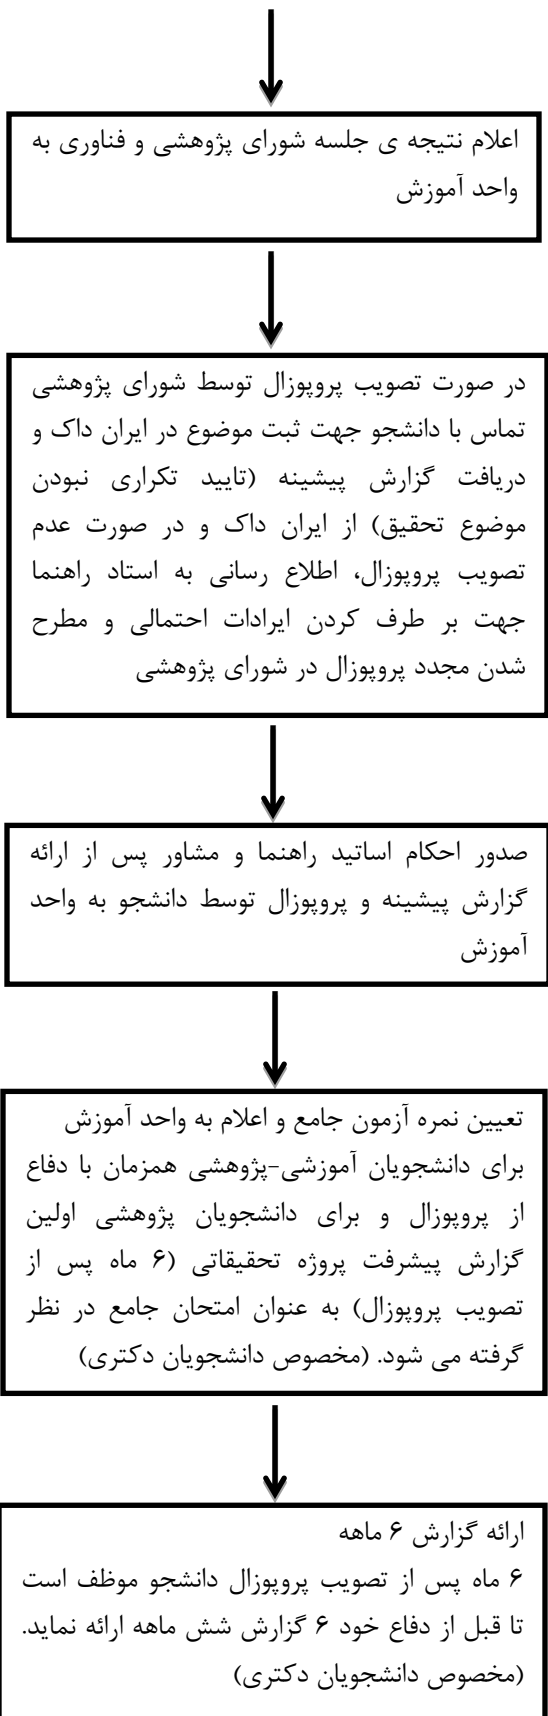 اعلام نتیجه ی جلسه شورای پژوهشی و فناوری به
واحد آموزش
در صورت تصویب پروپوزال توسط شورای پژوهشی
تماس با دانشجو جهت ثبت موضوع در ایران داک و
دریافت گزارش پیشینه (تایید تکراری نبودن
موضوع تحقیق) از ایران داک و در صورت عدم
تصویب پروپوزال، اطلاع رسانی به استاد راهنما
جهت بر طرف کردن ایرادات احتمالی و مطرح
شدن مجدد پروپوزال در شورای پژوهشی
صدور احکام اساتید راهنما و مشاور پس از ارائه
گزارش پیشینه و پروپوزال توسط دانشجو به واحد
آموزش
تعیین نمره آزمون جامع و اعلام به واحد آموزش
برای دانشجویان آموزشی-پژوهشی همزمان با دفاع
از پروپوزال و برای دانشجویان پژوهشی اولین
گزارش پیشرفت پروژه تحقیقاتی (۶ ماه پس از
تصویب پروپوزال) به عنوان امتحان جامع در نظر
گرفته می شود. (مخصوص دانشجویان دکتری)
ارائه گزارش ۶ ماهه
۶ ماه پس از تصویب پروپوزال دانشجو موظف است
تا قبل از دفاع خود ۶ گزارش شش ماهه ارائه نماید.
(مخصوص دانشجویان دکتری)